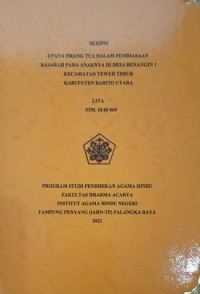 SKRIPSI
UPAYA ORANG TUA DALAM PEMBIASAAN
BASARAH PADA ANAKNYA DI DESA BENANGIN I
KECAMATAN TEWEH TIMUR
KABUPATEN BARITO UTARA
LITA
NIM.
PROGRAM STUDI PENDIDIKAN AGAMA HINDU
FAKULTAS DHARMA ACARYA
INSTITUT AGAMA HINDU NEGERI
TAMPUNG PENYANG (IAHN-TP) PALANGKA RAYA
2022